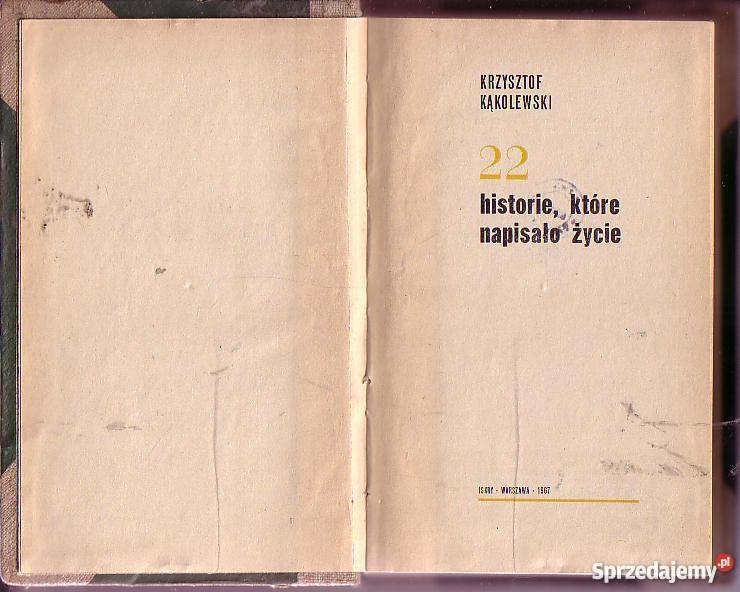 KRZYSZTOF
KĄKOLEWSKI
22
historie, które
napisało życie
ISKRY · WARSZAWA · 1967
Sprzedajemy.pl